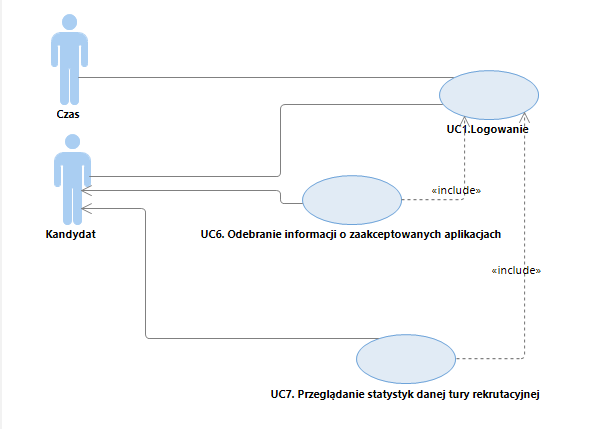 Czas
UC1.Logowanie
«include»
Kandydat
UC6. Odebranie informacji o zaakceptowanych aplikacjach
«include»
UC7. Przeglądanie statystyk danej tury rekrutacyjnej